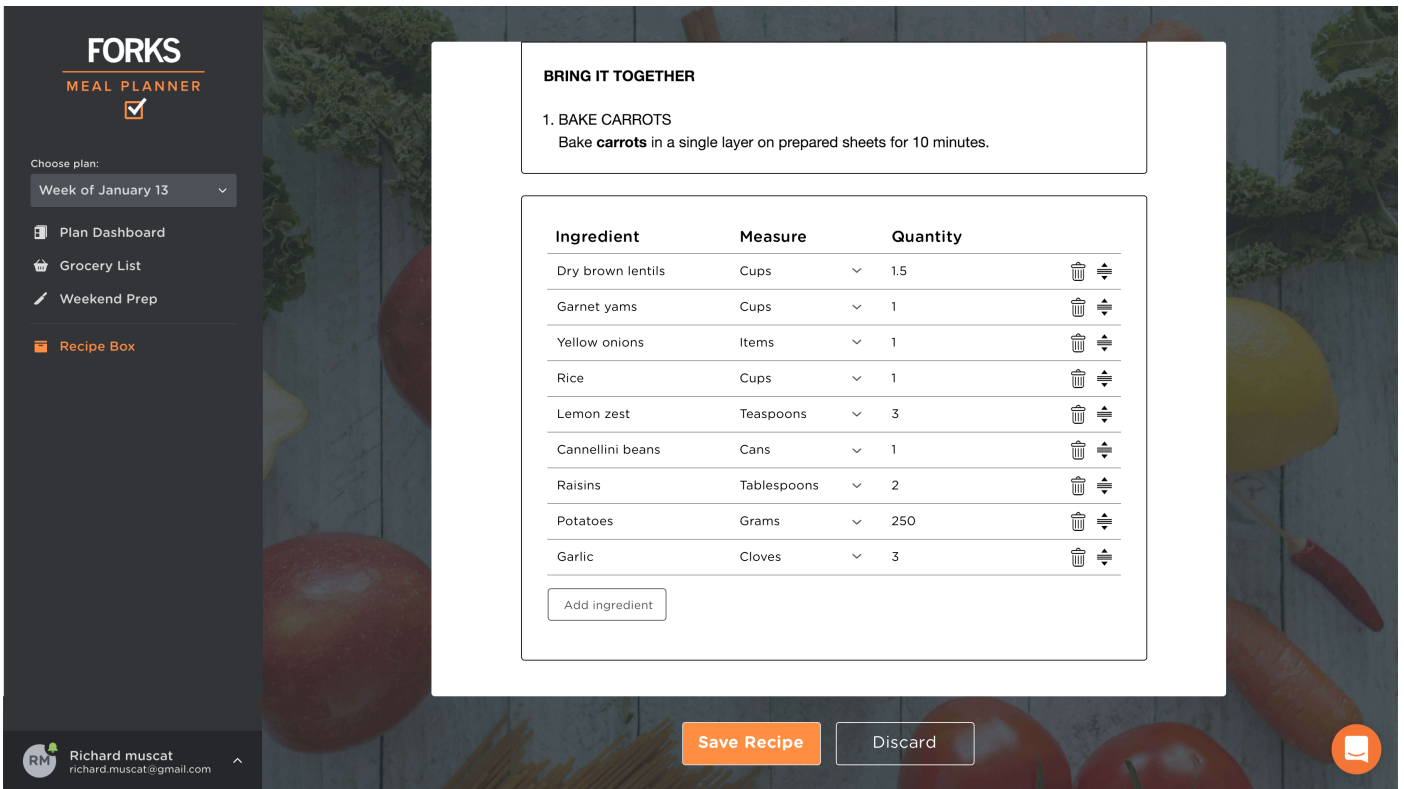 FORKS
MEAL PLANNER
Choose plan:
Week of January 13
Plan Dashboard
Grocery List
Weekend Prep
Recipe Box
Richard muscat
richard.muscat@gmail.com
RM
BRING IT TOGETHER
1. BAKE CARROTS
Bake carrots in a single layer on prepared sheets for 10 minutes.
Ingredient Measure Quantity
Dry brown lentils Cups 1.5
Garnet yams Cups 1
Yellow onions Items 1
Rice Cups 1
Lemon zest Teaspoons 3
Cannellini beans Cans 1
Raisins Tablespoons 2
Potatoes Grams 250
Garlic Cloves 3
Add ingredient
Save Recipe Discard